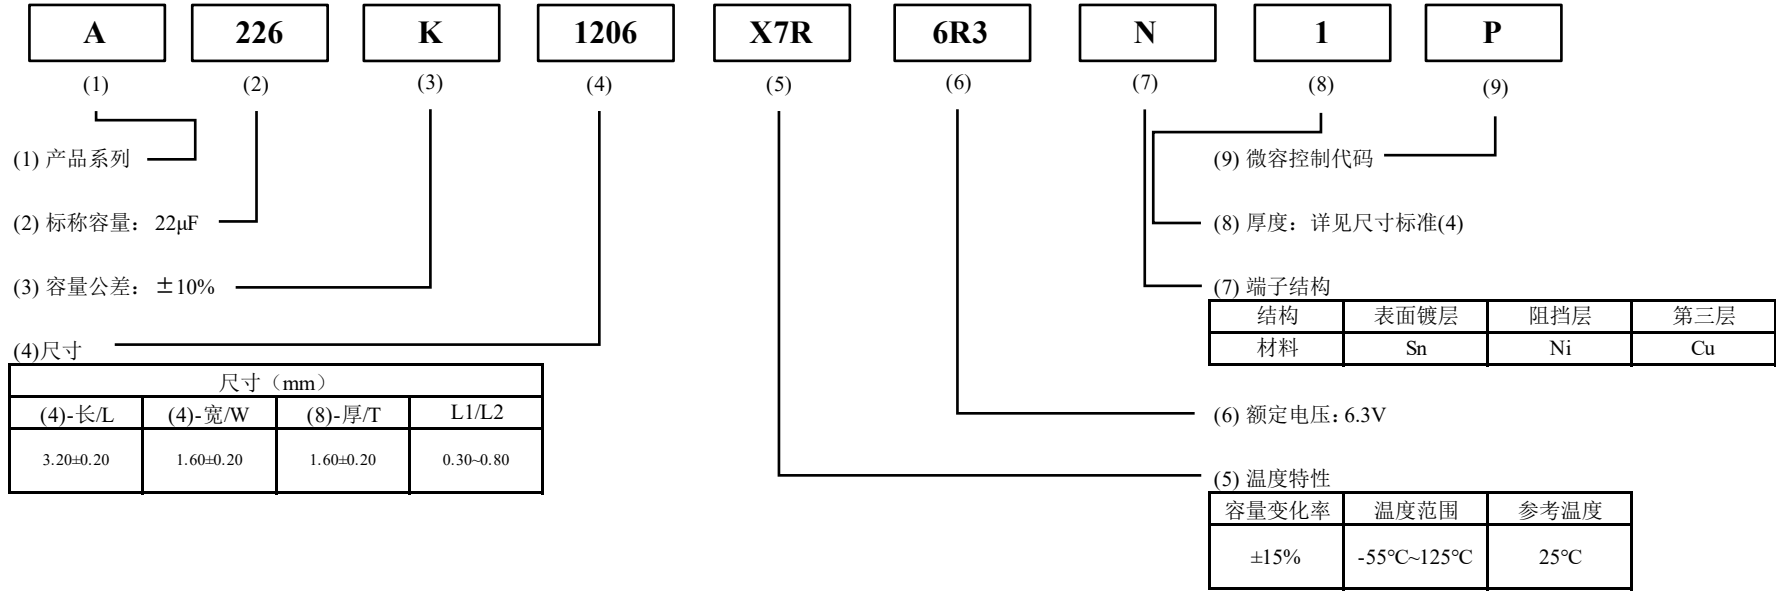 A 226 K 1206 X7R 6R3 N 1 P
(1) (2) (3) (4) (5) (6) (7) (8) (9)
(1) 产品系列
(2) 标称容量：22μF
(3) 容量公差：±10%
(4)尺寸
尺寸（mm）
(4)-长/L (4)-宽/W (8)-厚/T L1/L2
3.20±0.20 1.60±0.20 1.60±0.20 0.30~0.80
(9) 微容控制代码
(8) 厚度：详见尺寸标准(4)
(7) 端子结构
结构 表面镀层 阻挡层 第三层
材料 Sn Ni Cu
(6) 额定电压：6.3V
(5) 温度特性
容量变化率 温度范围 参考温度
±15% -55℃~125℃ 25℃